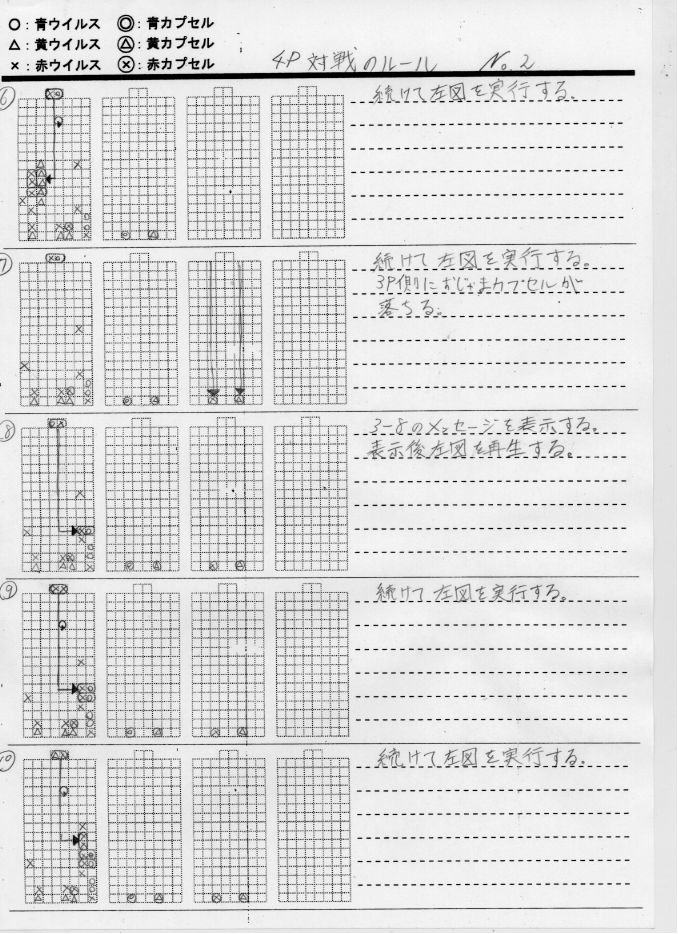 ○：青ウイルス ◎：青カプセル
△：黄ウイルス Ⓐ：黄カプセル
×：赤ウイルス ⓧ：赤カプセル
4P対戦のルール No.2
⑥ 続けて左図を実行する。
⑦ 続けて左図を実行する。
3P側におじゃまカプセルが
落ちる。
⑧ 3-8のメッセージを表示する。
表示後左図を再生する。
⑨ 続けて左図を実行する。
⑩ 続けて左図を実行する。